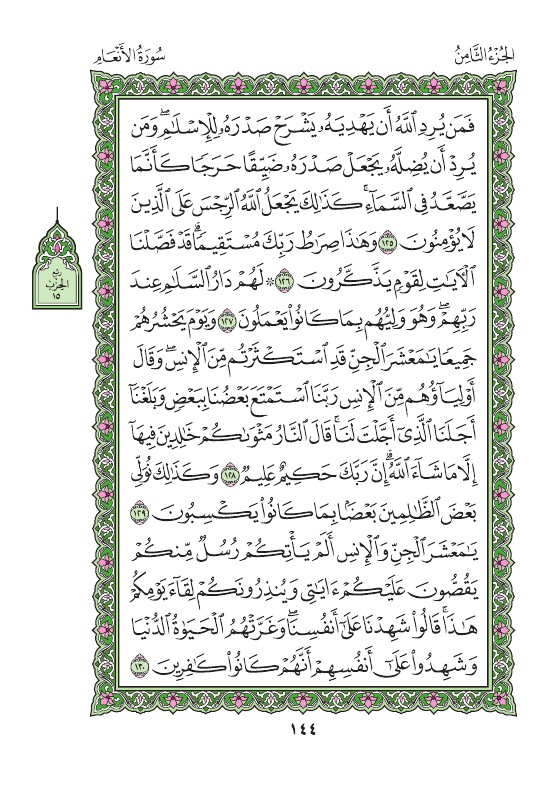 الجُزْءُ الثَّامِنُ
سُورَةُ الأَنْعَامِ
فَمَن يُرِدِ ٱللَّهُ أَن يَهْدِيَهُۥ يَشْرَحْ صَدْرَهُۥ لِلْإِسْلَٰمِۖ وَمَن
يُرِدْ أَن يُضِلَّهُۥ يَجْعَلْ صَدْرَهُۥ ضَيِّقًا حَرَجًا كَأَنَّمَا
يَصَّعَّدُ فِي ٱلسَّمَآءِۚ كَذَٰلِكَ يَجْعَلُ ٱللَّهُ ٱلرِّجْسَ عَلَى ٱلَّذِينَ
لَا يُؤْمِنُونَ ١٢٥ وَهَٰذَا صِرَٰطُ رَبِّكَ مُسْتَقِيمًاۗ قَدْ فَصَّلْنَا
ٱلْأٓيَٰتِ لِقَوْمٍ يَذَّكَّرُونَ ١٢٦ ۞ لَهُمْ دَارُ ٱلسَّلَٰمِ عِندَ
رَبِّهِمْۖ وَهُوَ وَلِيُّهُم بِمَا كَانُوا۟ يَعْمَلُونَ ١٢٧ وَيَوْمَ يَحْشُرُهُمْ
جَمِيعًا يَٰمَعْشَرَ ٱلْجِنِّ قَدِ ٱسْتَكْثَرْتُم مِّنَ ٱلْإِنسِۖ وَقَالَ
أَوْلِيَآؤُهُم مِّنَ ٱلْإِنسِ رَبَّنَا ٱسْتَمْتَعَ بَعْضُنَا بِبَعْضٍ وَبَلَغْنَآ
أَجَلَنَا ٱلَّذِيٓ أَجَّلْتَ لَنَاۚ قَالَ ٱلنَّارُ مَثْوَىٰكُمْ خَٰلِدِينَ فِيهَآ
إِلَّا مَا شَآءَ ٱللَّهُۗ إِنَّ رَبَّكَ حَكِيمٌ عَلِيمٌ ١٢٨ وَكَذَٰلِكَ نُوَلِّي
بَعْضَ ٱلظَّٰلِمِينَ بَعْضًۢا بِمَا كَانُوا۟ يَكْسِبُونَ ١٢٩
يَٰمَعْشَرَ ٱلْجِنِّ وَٱلْإِنسِ أَلَمْ يَأْتِكُمْ رُسُلٌ مِّنكُمْ
يَقُصُّونَ عَلَيْكُمْ ءَايَٰتِي وَيُنذِرُونَكُمْ لِقَآءَ يَوْمِكُمْ
هَٰذَاۚ قَالُوا۟ شَهِدْنَا عَلَىٰٓ أَنفُسِنَاۖ وَغَرَّتْهُمُ ٱلْحَيَوٰةُ ٱلدُّنْيَا
وَشَهِدُوا۟ عَلَىٰٓ أَنفُسِهِمْ أَنَّهُمْ كَانُوا۟ كَٰفِرِينَ ١٣٠
ربع
الحزب
١٥
١٤٤